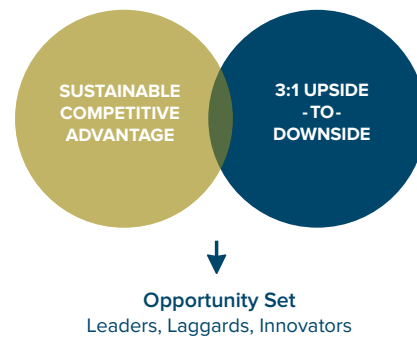 SUSTAINABLE
COMPETITIVE
ADVANTAGE
3:1 UPSIDE
-TO-
DOWNSIDE
Opportunity Set
Leaders, Laggards, Innovators